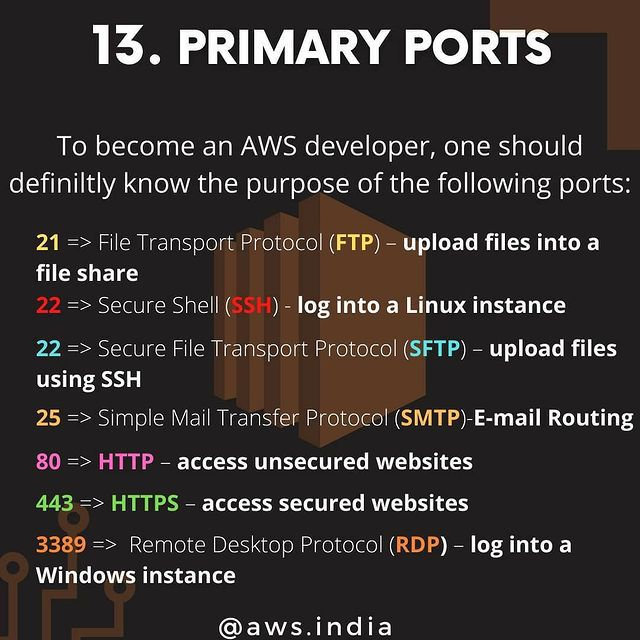 13. PRIMARY PORTS
To become an AWS developer, one should
definiltly know the purpose of the following ports:
21 => File Transport Protocol (FTP) – upload files into a
file share
22 => Secure Shell (SSH) - log into a Linux instance
22 => Secure File Transport Protocol (SFTP) – upload files
using SSH
25 => Simple Mail Transfer Protocol (SMTP)-E-mail Routing
80 => HTTP – access unsecured websites
443 => HTTPS – access secured websites
3389 => Remote Desktop Protocol (RDP) – log into a
Windows instance
@aws.india